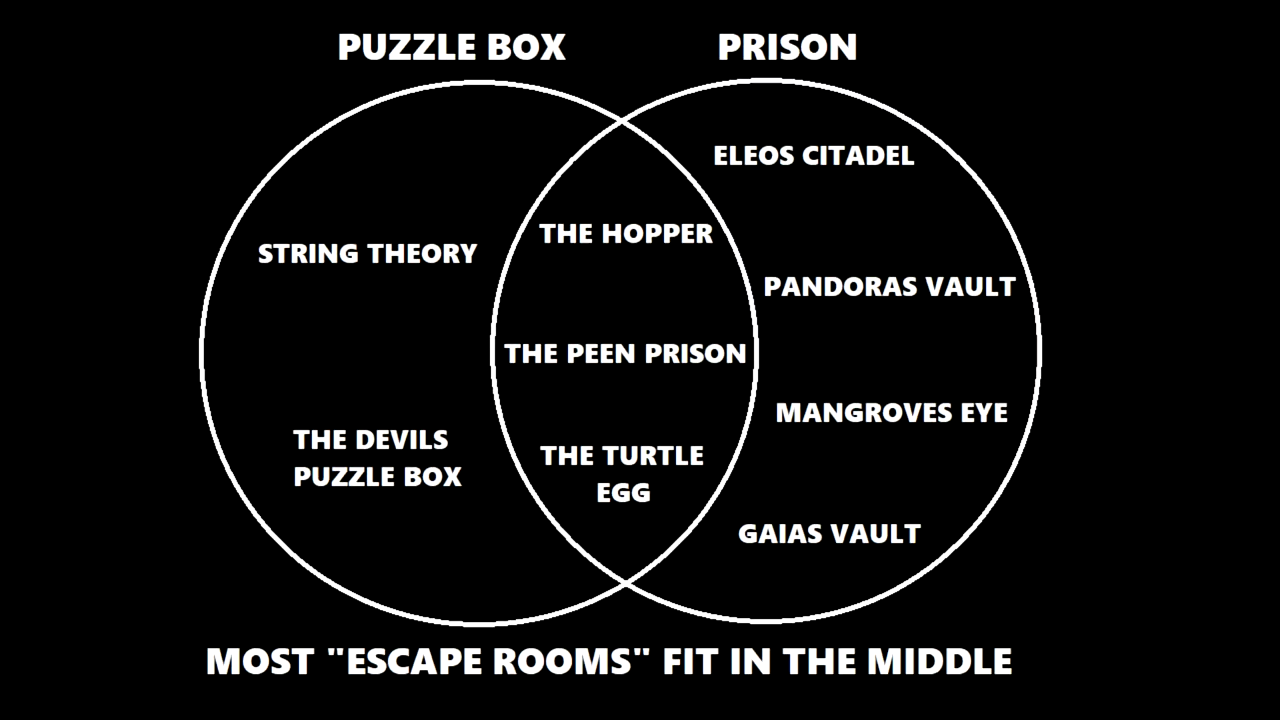 PUZZLE BOX
PRISON
ELEOS CITADEL
THE HOPPER
STRING THEORY
PANDORAS VAULT
THE PEEN PRISON
MANGROVES EYE
THE DEVILS
PUZZLE BOX
THE TURTLE
EGG
GAIAS VAULT
MOST "ESCAPE ROOMS" FIT IN THE MIDDLE